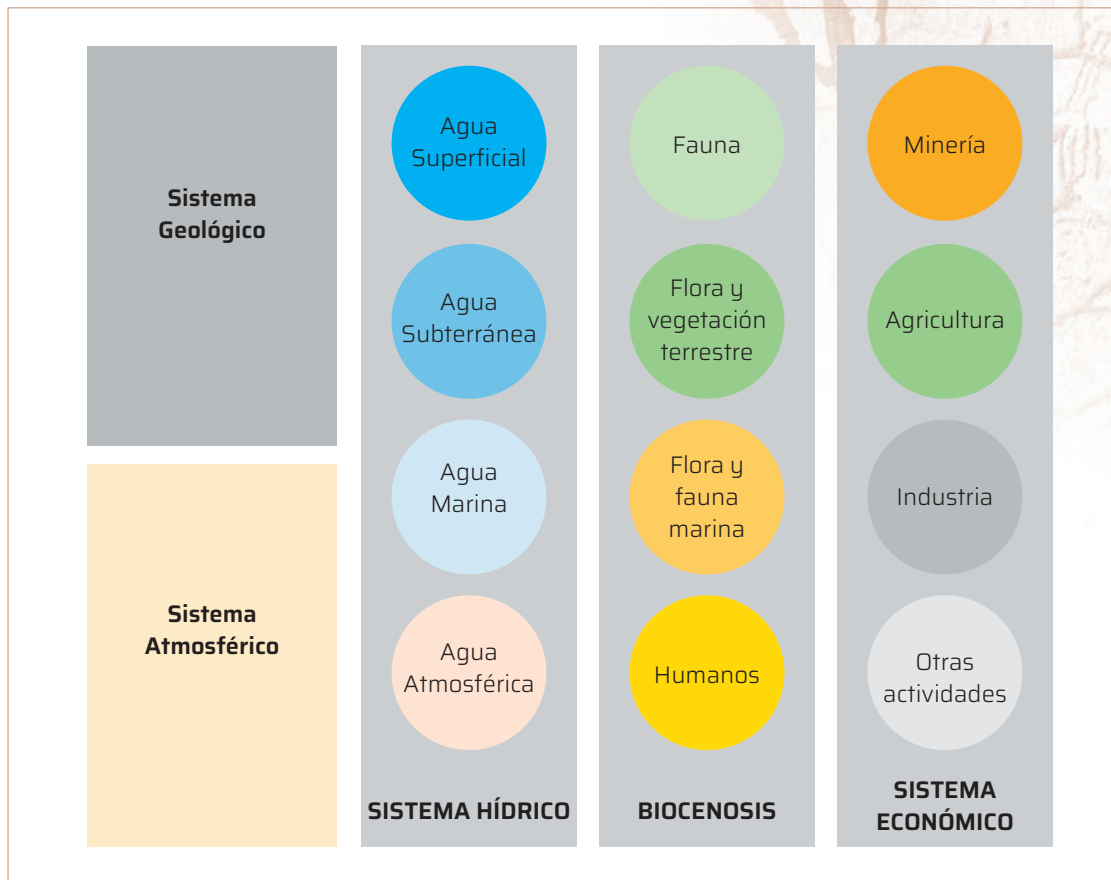 Sistema
Geológico
Sistema
Atmosférico
Agua
Superficial
Agua
Subterránea
Agua
Marina
Agua
Atmosférica
SISTEMA HÍDRICO
Fauna
Flora y
vegetación
terrestre
Flora y
fauna
marina
Humanos
BIOCENOSIS
Minería
Agricultura
Industria
Otras
actividades
SISTEMA
ECONÓMICO